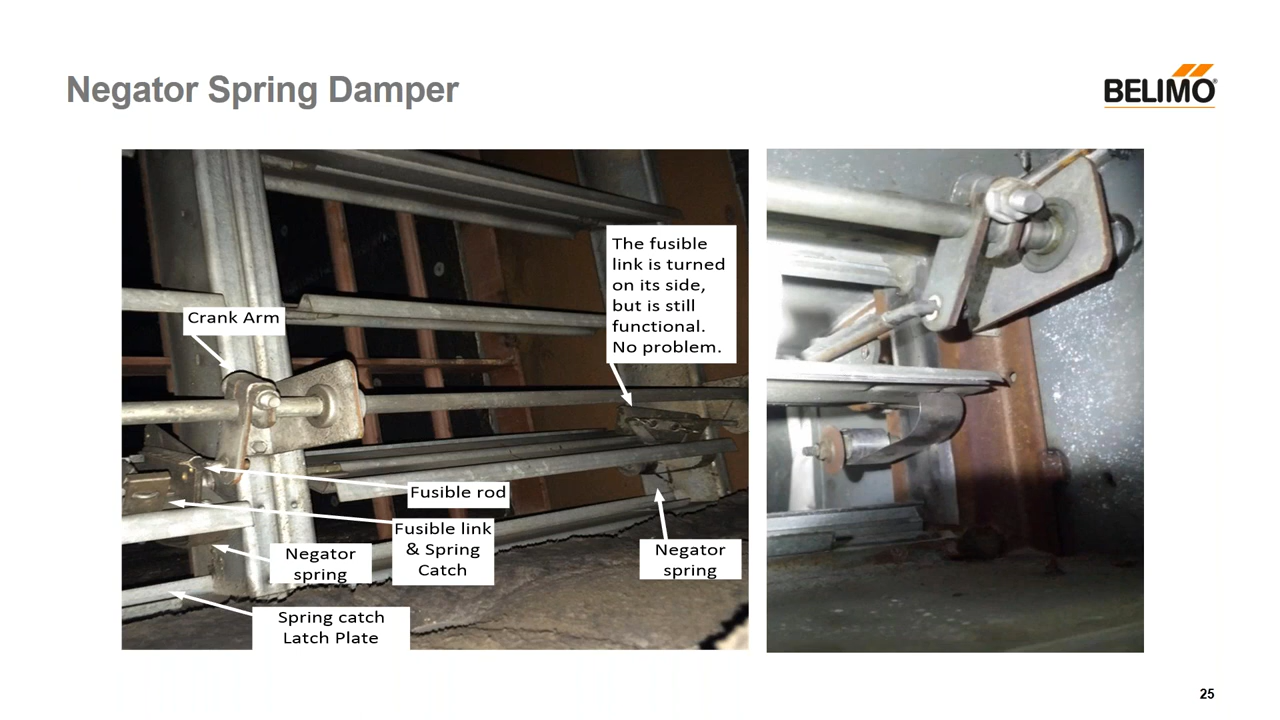 Negator Spring Damper
BELIMO
Crank Arm
The fusible
link is turned
on its side,
but is still
functional.
No problem.
Fusible rod
Fusible link
& Spring
Catch
Negator
spring
Negator
spring
Spring catch
Latch Plate
25